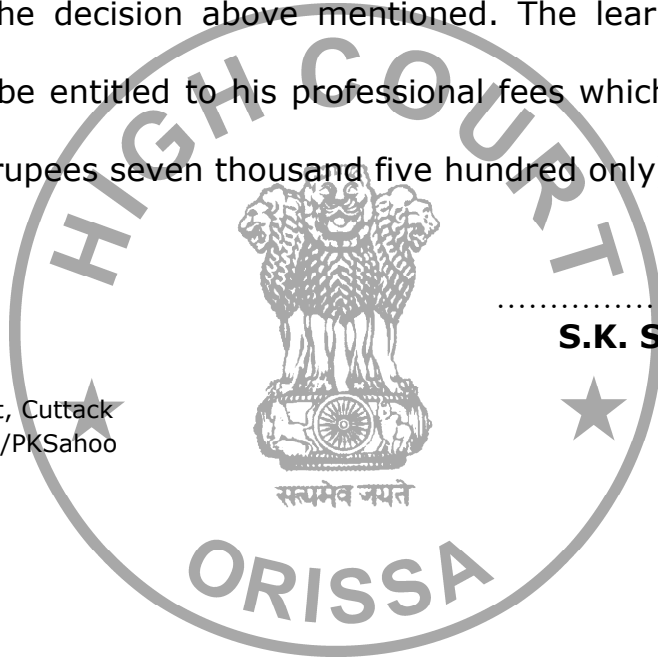 he decision above mentioned. The lear
be entitled to his professional fees which
rupees seven thousand five hundred only
HIGH COURT
...............
S.K. S
t, Cuttack
/PKSahoo
सत्यमेव जयते
ORISSA